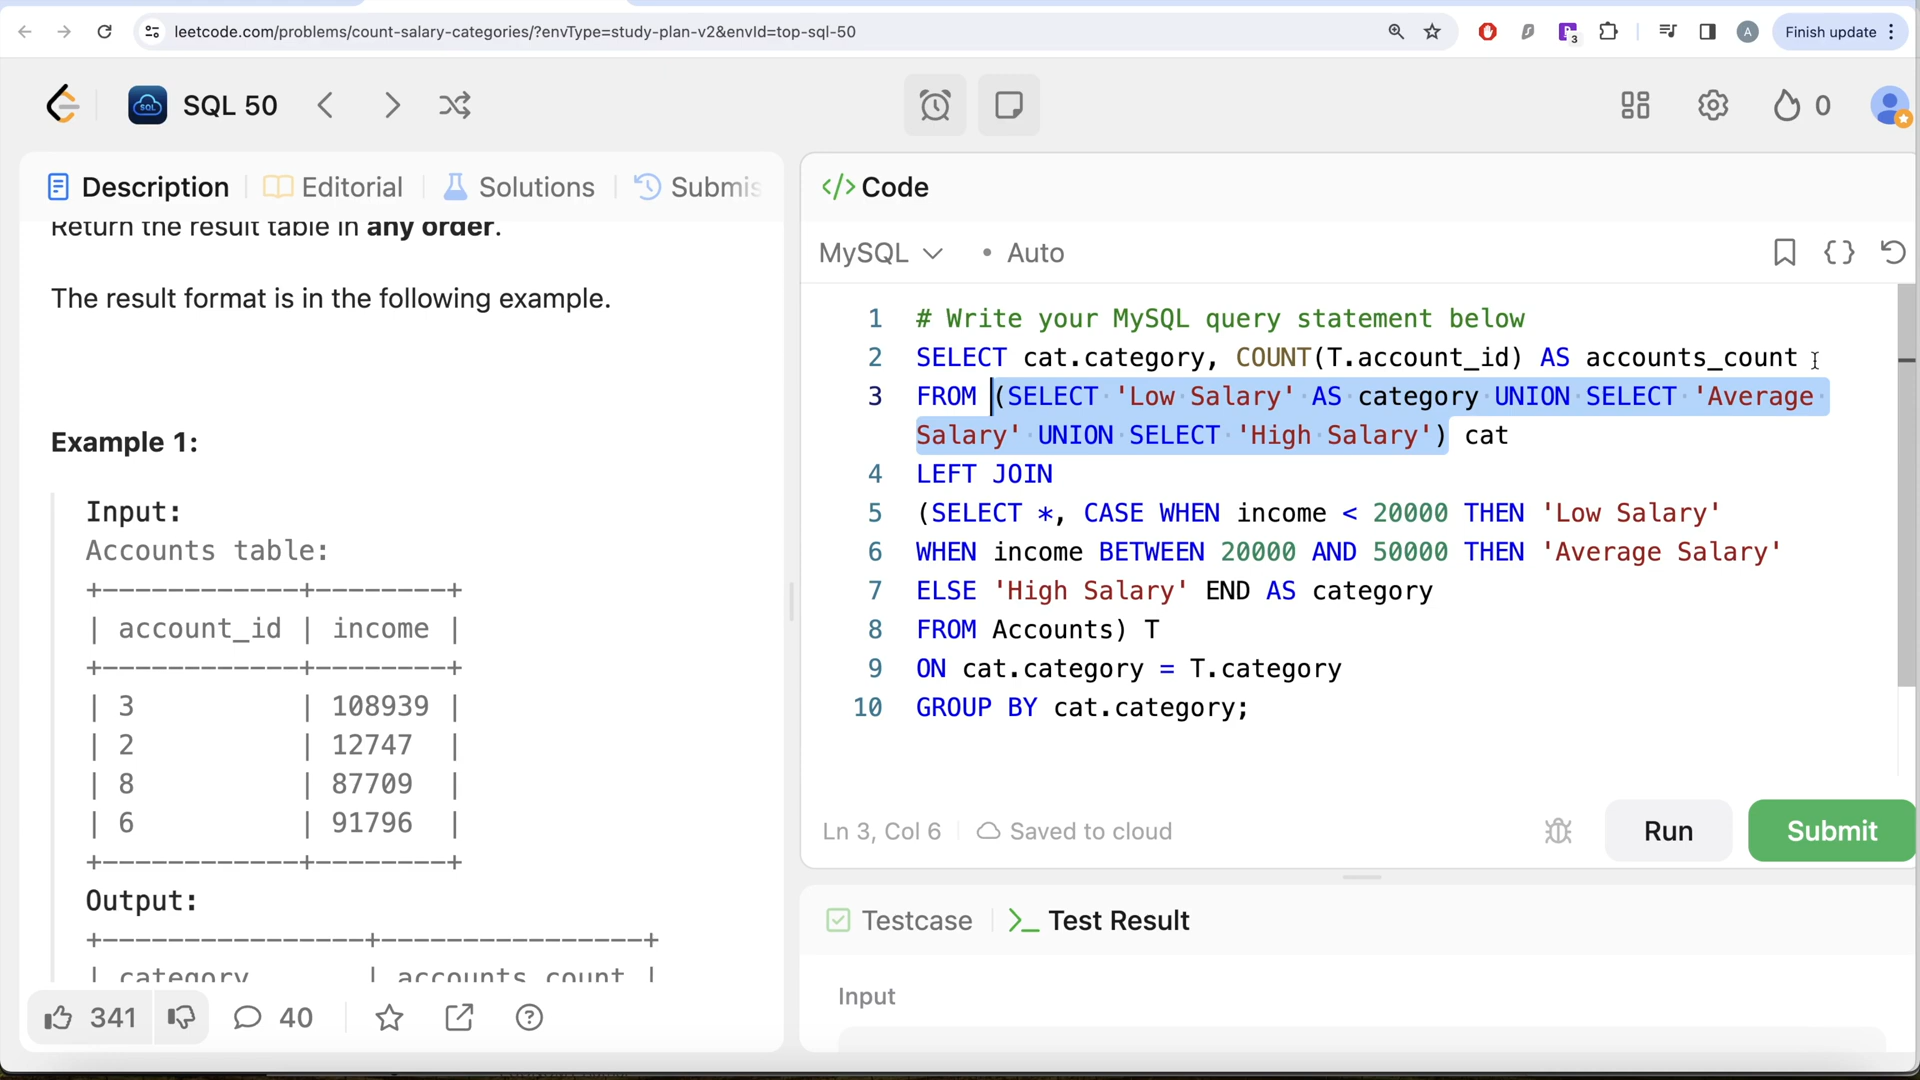 leetcode.com/problems/count-salary-categories/?envType=study-plan-v2&envId=top-sql-50
3
A
Finish update
SQL
SQL 50
0
Description
Editorial
Solutions
Submis
Return the result table in any order.
The result format is in the following example.
Example 1:
Input:
Accounts table:
+------------+--------+
| account_id | income |
+------------+--------+
| 3          | 108939 |
| 2          | 12747  |
| 8          | 87709  |
| 6          | 91796  |
+------------+--------+
Output:
+----------------+----------------+
| category       | accounts_count |
341
40
</> Code
MySQL
• Auto
{}
1 # Write your MySQL query statement below
2 SELECT cat.category, COUNT(T.account_id) AS accounts_count
3 FROM (SELECT 'Low Salary' AS category UNION SELECT 'Average
Salary' UNION SELECT 'High Salary') cat
4 LEFT JOIN
5 (SELECT *, CASE WHEN income < 20000 THEN 'Low Salary'
6 WHEN income BETWEEN 20000 AND 50000 THEN 'Average Salary'
7 ELSE 'High Salary' END AS category
8 FROM Accounts) T
9 ON cat.category = T.category
10 GROUP BY cat.category;
Ln 3, Col 6
Saved to cloud
Run
Submit
Testcase
>_ Test Result
Input